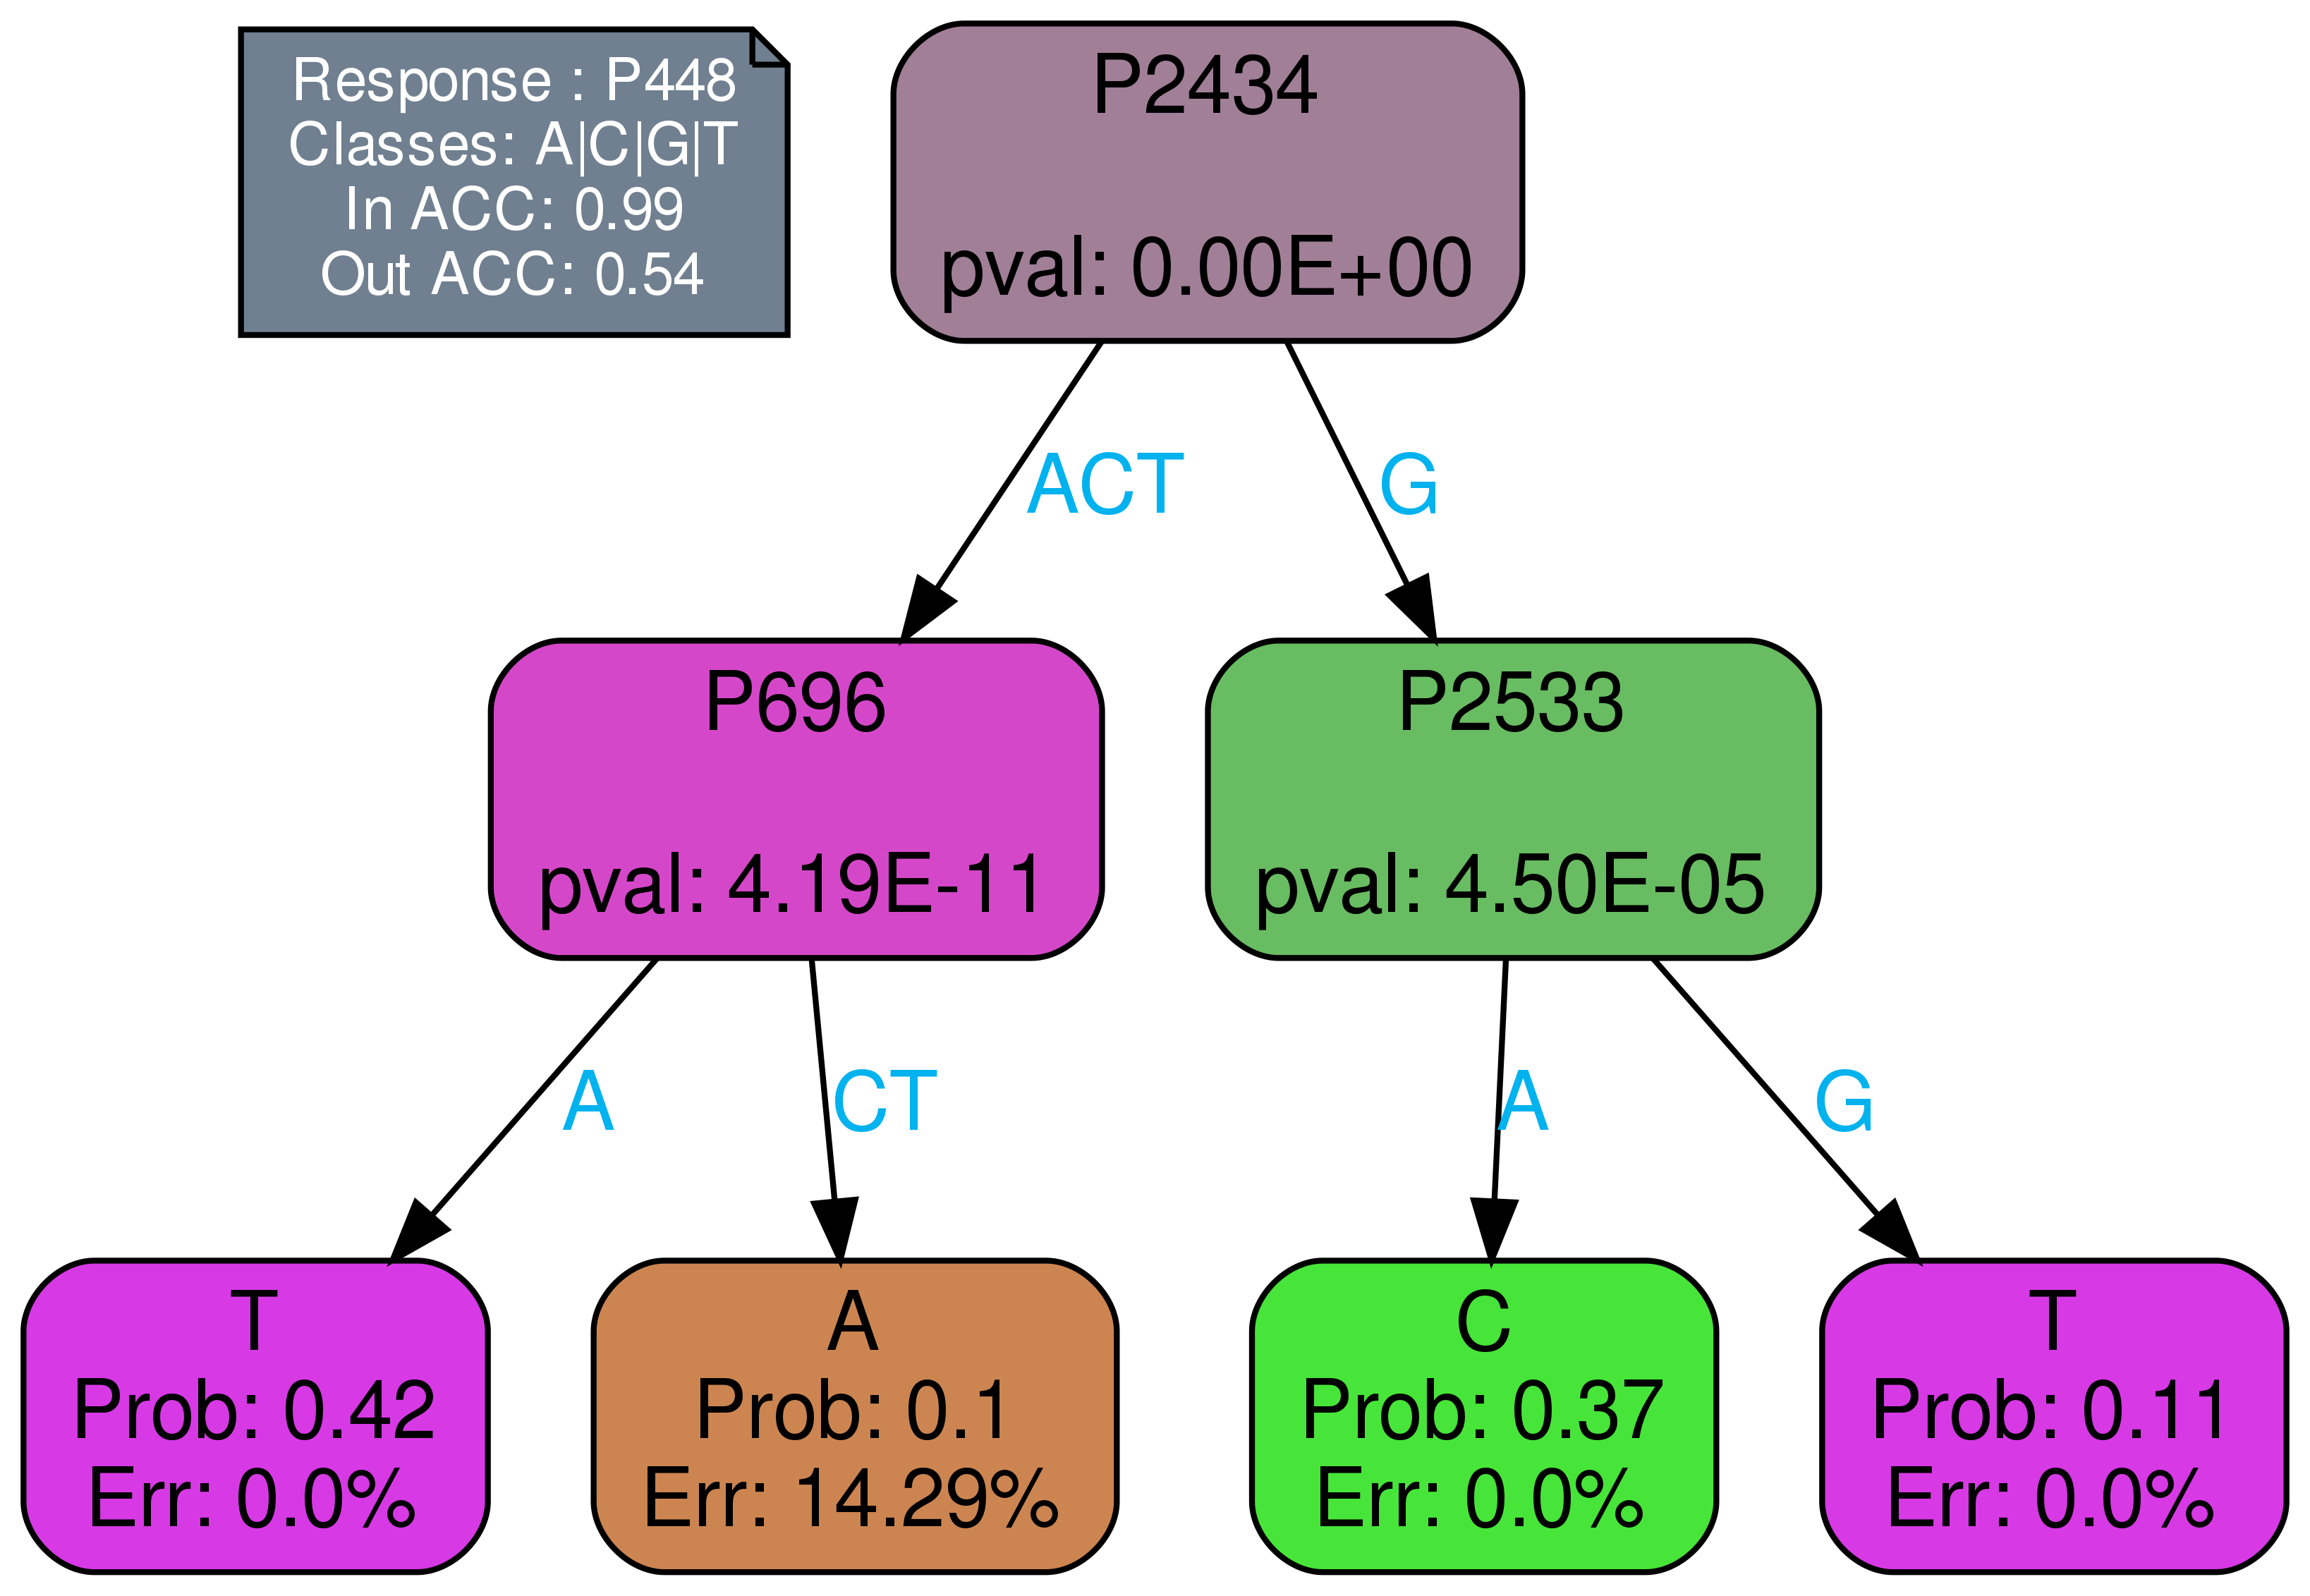 Response : P448
Classes: A|C|G|T
In ACC: 0.99
Out ACC: 0.54
P2434
pval: 0.00E+00
ACT
G
P696
pval: 4.19E-11
P2533
pval: 4.50E-05
A
CT
A
G
T
Prob: 0.42
Err: 0.0%
A
Prob: 0.1
Err: 14.29%
C
Prob: 0.37
Err: 0.0%
T
Prob: 0.11
Err: 0.0%